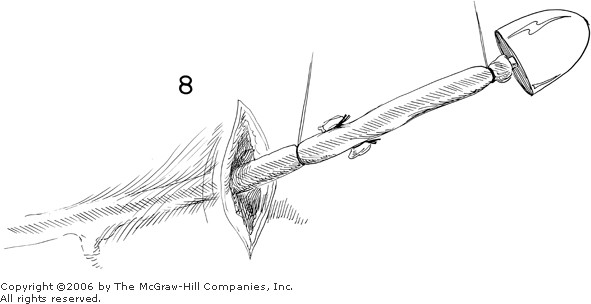 8
Copyright ©2006 by The McGraw-Hill Companies, Inc.
All rights reserved.